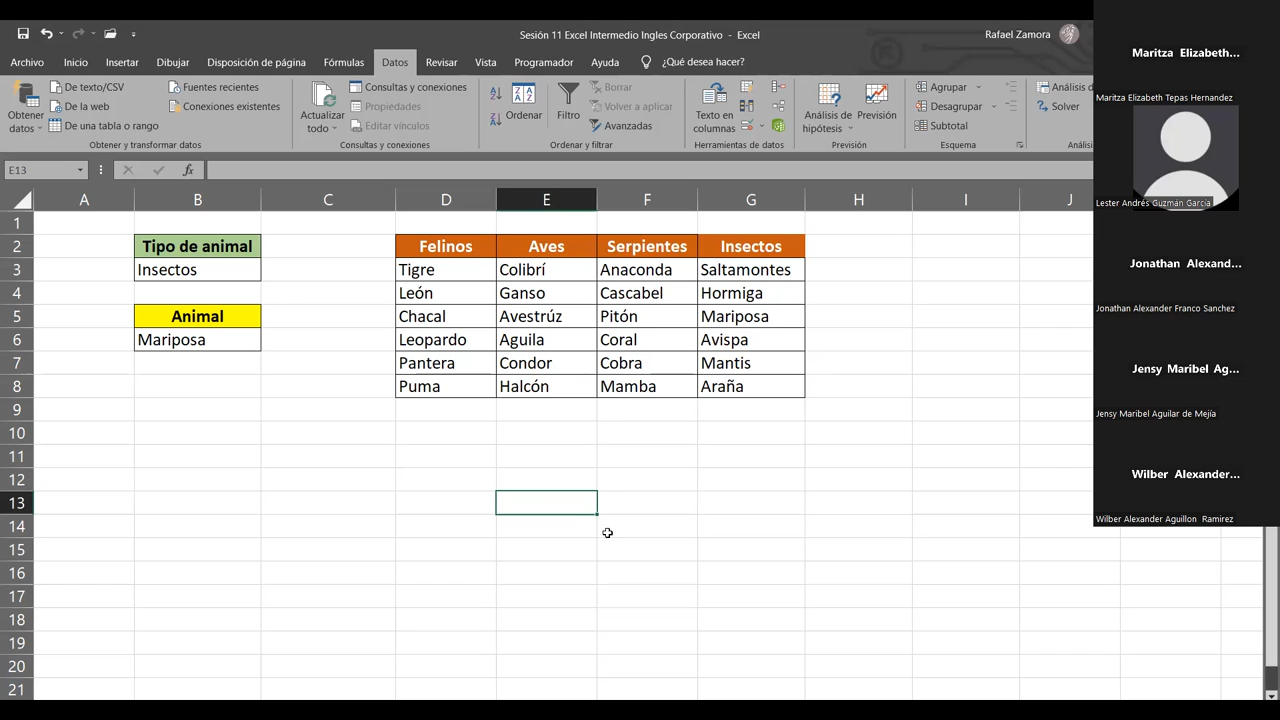 Sesión 11 Excel Intermedio Ingles Corporativo - Excel
Rafael Zamora
Archivo Inicio Insertar Dibujar Disposición de página Fórmulas Datos Revisar Vista Programador Ayuda ¿Qué desea hacer?
Obtener datos
De texto/CSV
De la web
De una tabla o rango
Fuentes recientes
Conexiones existentes
Obtener y transformar datos
Actualizar todo
Consultas y conexiones
Propiedades
Editar vínculos
Consultas y conexiones
Ordenar
Filtro
Borrar
Volver a aplicar
Avanzadas
Ordenar y filtrar
Texto en columnas
Herramientas de datos
Análisis de hipótesis
Previsión
Previsión
Agrupar
Desagrupar
Subtotal
Esquema
Análisis d
Solver
Aná
E13
fx
A B C D E F G H I J
1
2 Tipo de animal Felinos Aves Serpientes Insectos
3 Insectos Tigre Colibrí Anaconda Saltamontes
4 León Ganso Cascabel Hormiga
5 Animal Chacal Avestrúz Pitón Mariposa
6 Mariposa Leopardo Aguila Coral Avispa
7 Pantera Condor Cobra Mantis
8 Puma Halcón Mamba Araña
9
10
11
12
13
14
15
16
17
18
19
20
21
Maritza Elizabeth...
Maritza Elizabeth Tepas Hernandez
Lester Andrés Guzmán García
Jonathan Alexand...
Jonathan Alexander Franco Sanchez
Jensy Maribel Ag...
Jensy Maribel Aguilar de Mejía
Wilber Alexander...
Wilber Alexander Aguillon Ramirez